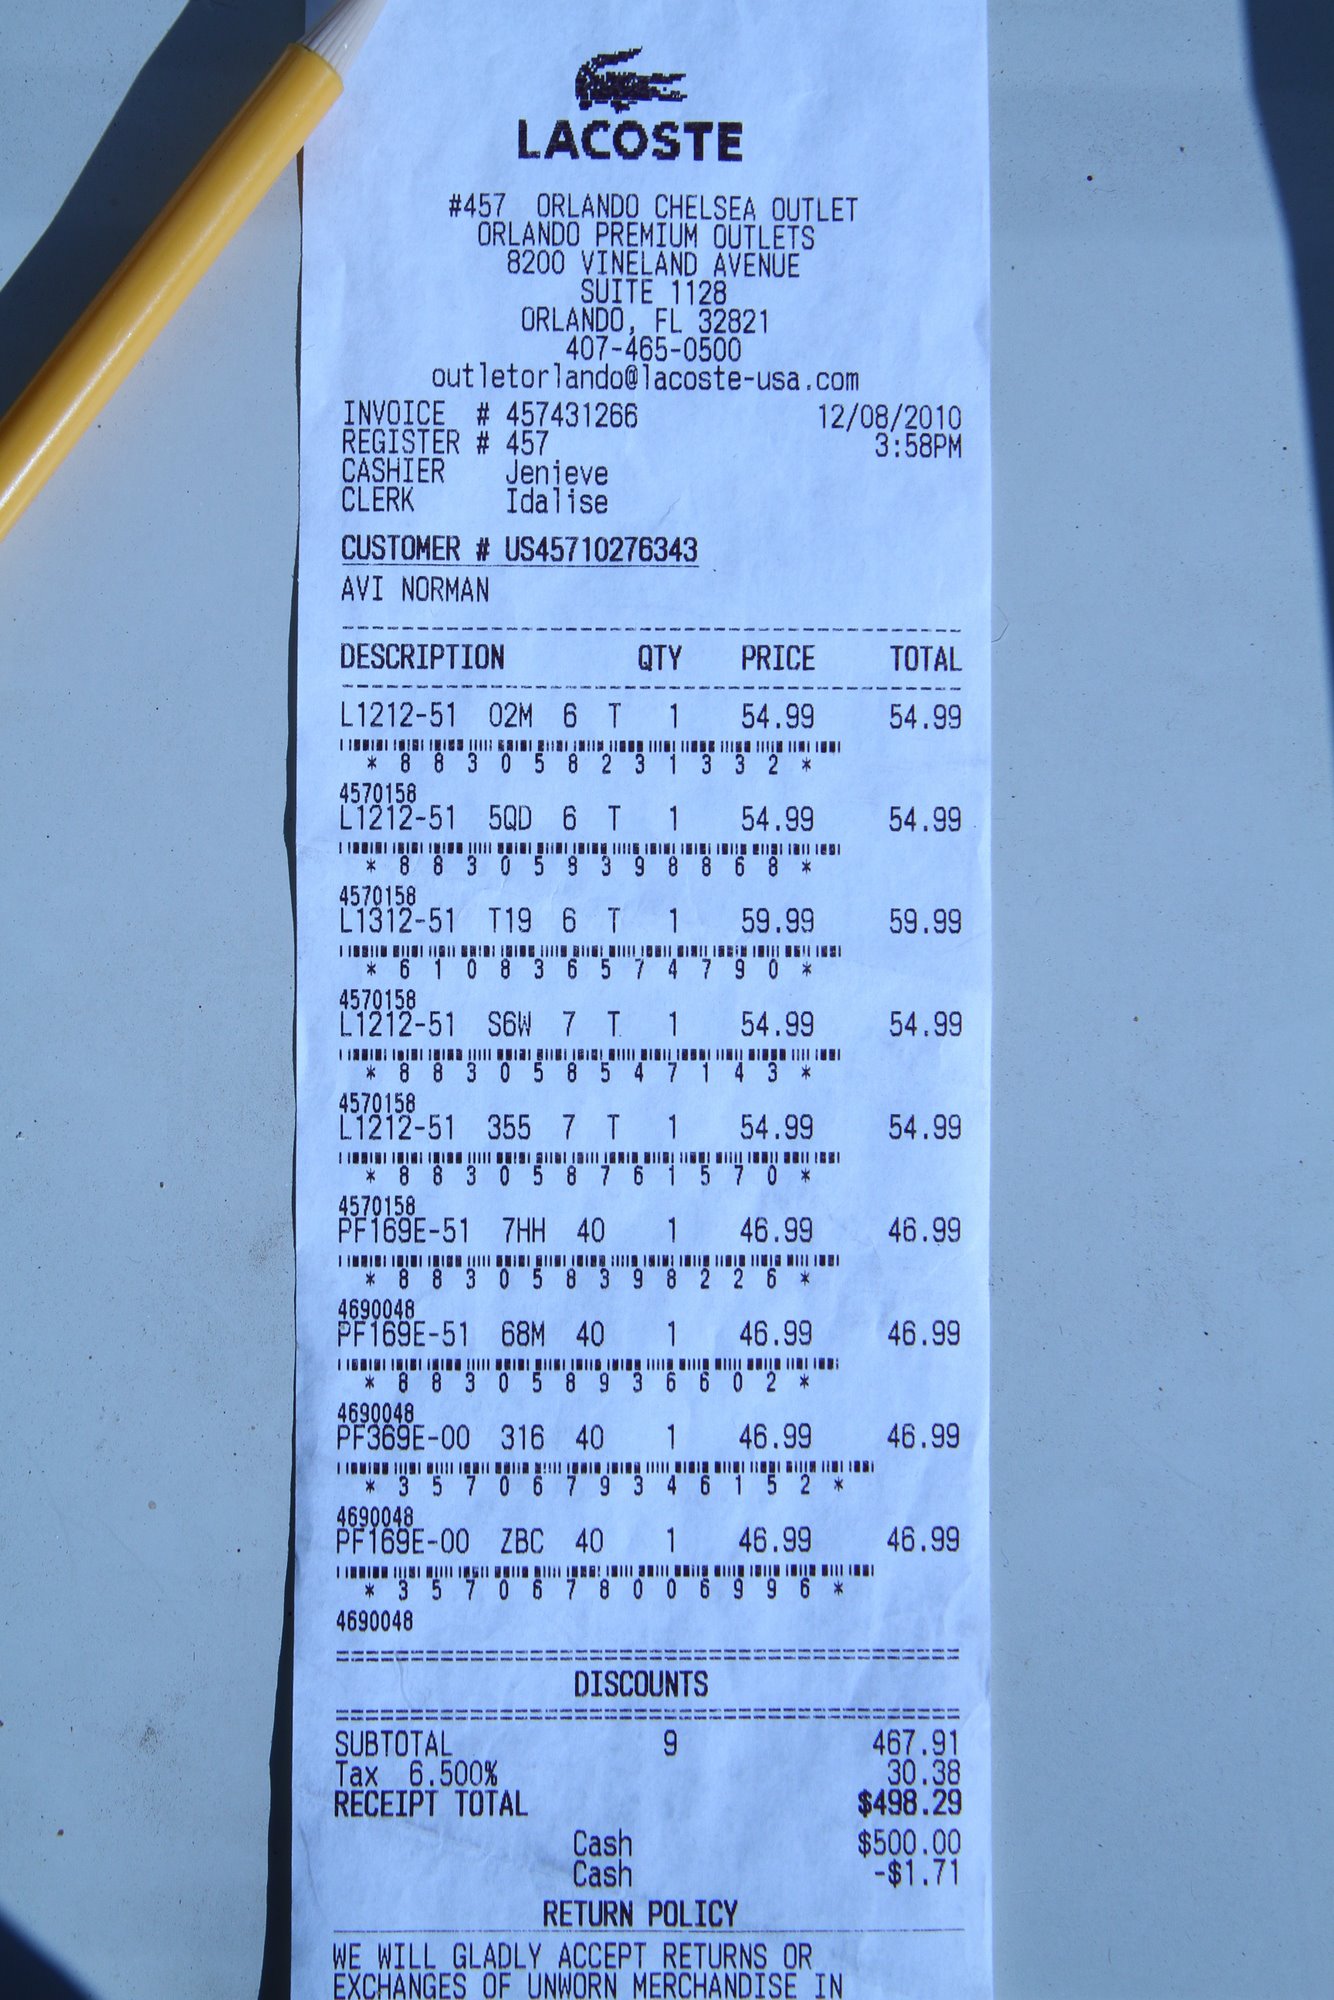 LACOSTE
#457 ORLANDO CHELSEA OUTLET
ORLANDO PREMIUM OUTLETS
8200 VINELAND AVENUE
SUITE 1128
ORLANDO, FL 32821
407-465-0500
outletorlando@lacoste-usa.com
INVOICE # 457431266 12/08/2010
REGISTER # 457 3:58PM
CASHIER Jenieve
CLERK Idalise
CUSTOMER # US45710276343
AVI NORMAN
DESCRIPTION QTY PRICE TOTAL
L1212-51 02M 6 T 1 54.99 54.99
* 8 8 3 0 5 8 2 3 1 3 3 2 *
4570158
L1212-51 5QD 6 T 1 54.99 54.99
* 8 8 3 0 5 9 3 9 8 8 6 8 *
4570158
L1312-51 T19 6 T 1 59.99 59.99
* 6 1 0 8 3 6 5 7 4 7 9 0 *
4570158
L1212-51 S6W 7 T 1 54.99 54.99
* 8 8 3 0 5 8 5 4 7 1 4 3 *
4570158
L1212-51 355 7 T 1 54.99 54.99
* 8 8 3 0 5 8 7 6 1 5 7 0 *
4570158
PF169E-51 7HH 40 1 46.99 46.99
* 8 8 3 0 5 8 3 9 8 2 2 6 *
4690048
PF169E-51 68M 40 1 46.99 46.99
* 8 8 3 0 5 8 9 3 6 6 0 2 *
4690048
PF369E-00 316 40 1 46.99 46.99
* 3 5 7 0 6 7 9 3 4 6 1 5 2 *
4690048
PF169E-00 ZBC 40 1 46.99 46.99
* 3 5 7 0 6 7 8 0 0 6 9 9 6 *
4690048
DISCOUNTS
SUBTOTAL 9 467.91
Tax 6.500% 30.38
RECEIPT TOTAL $498.29
Cash $500.00
Cash -$1.71
RETURN POLICY
WE WILL GLADLY ACCEPT RETURNS OR
EXCHANGES OF UNWORN MERCHANDISE IN